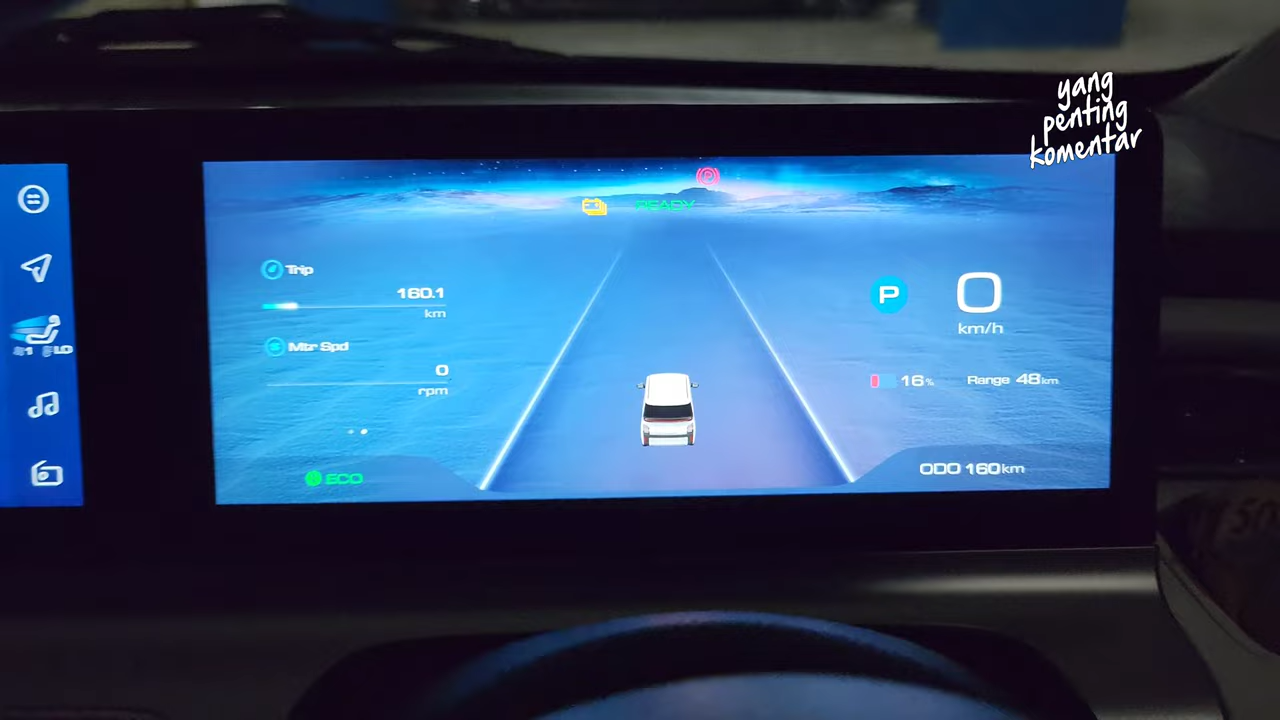 yang
penting
komentar
P
READY
Trip
160.1
km
Mtr Spd
0
rpm
P
0
km/h
16%
Range 48km
ECO
ODO 160km
LO